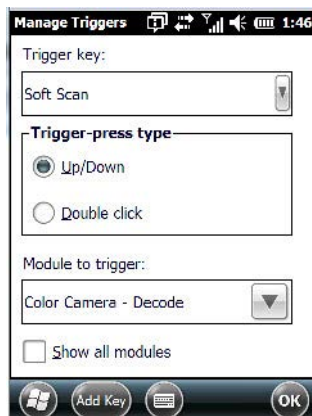 Manage Triggers 1:46
Trigger key:
Soft Scan
Trigger-press type
Up/Down
Double click
Module to trigger:
Color Camera - Decode
Show all modules
Add Key OK